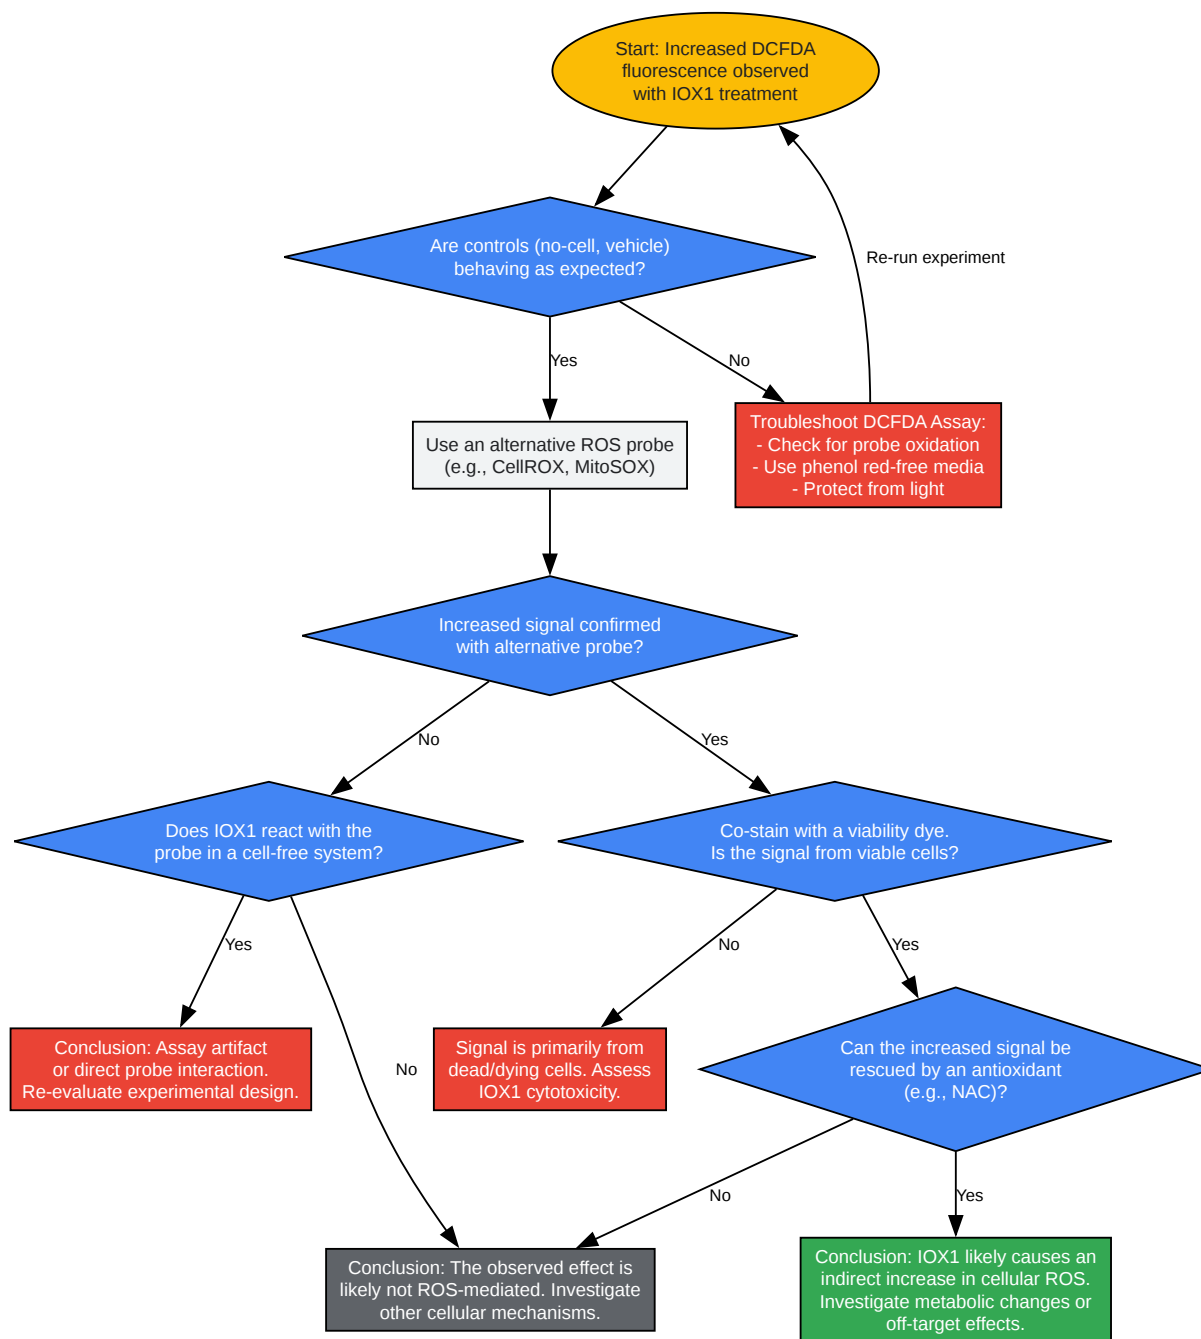 Start: Increased DCFDA
fluorescence observed
with IOX1 treatment
Are controls (no-cell, vehicle)
behaving as expected?
Re-run experiment
Yes
No
Use an alternative ROS probe
(e.g., CellROX, MitoSOX)
Troubleshoot DCFDA Assay:
- Check for probe oxidation
- Use phenol red-free media
- Protect from light
Increased signal confirmed
with alternative probe?
No
Yes
Does IOX1 react with the
probe in a cell-free system?
Co-stain with a viability dye.
Is the signal from viable cells?
Yes
No
Yes
Conclusion: Assay artifact
or direct probe interaction.
Re-evaluate experimental design.
No
Signal is primarily from
dead/dying cells. Assess
IOX1 cytotoxicity.
Can the increased signal be
rescued by an antioxidant
(e.g., NAC)?
No
Yes
Conclusion: The observed effect is
likely not ROS-mediated. Investigate
other cellular mechanisms.
Conclusion: IOX1 likely causes an
indirect increase in cellular ROS.
Investigate metabolic changes or
off-target effects.